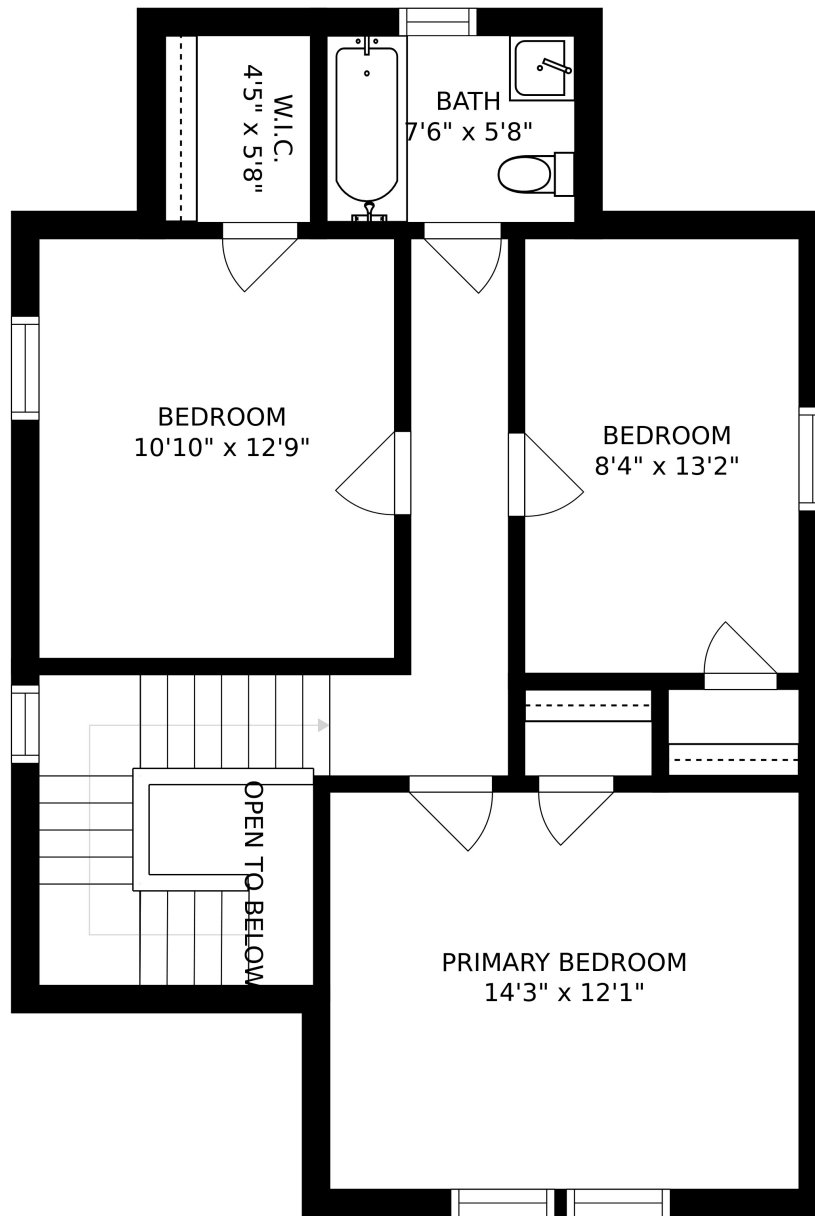 W.I.C.
4'5" x 5'8"
BATH
7'6" x 5'8"
BEDROOM
10'10" x 12'9"
BEDROOM
8'4" x 13'2"
OPEN TO BELOW
PRIMARY BEDROOM
14'3" x 12'1"